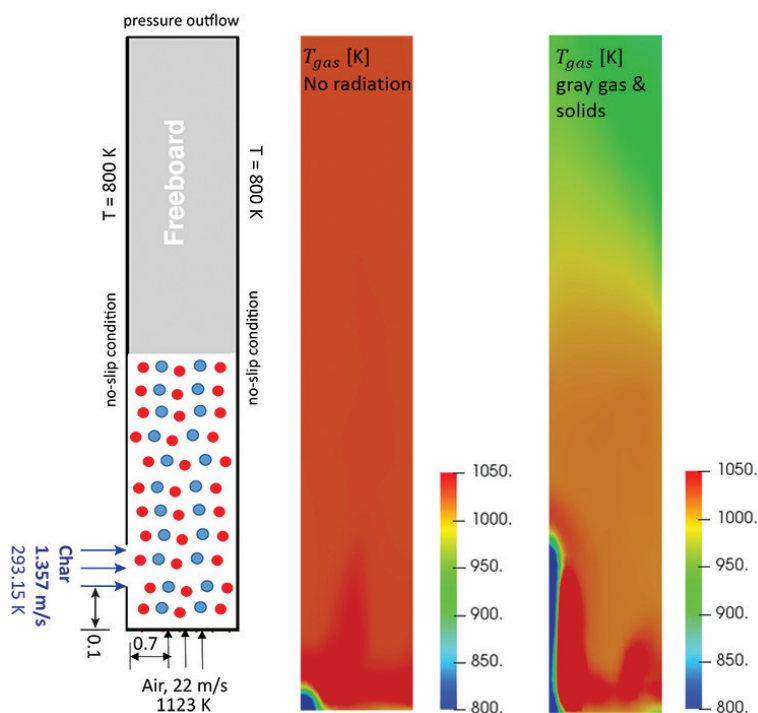 pressure outflow
T = 800 K
Freeboard
T = 800 K
no-slip condition
no-slip condition
Char
1.357 m/s
293.15 K
0.1
0.7
Air, 22 m/s
1123 K
T_gas [K]
No radiation
1050.
1000.
950.
900.
850.
800.
T_gas [K]
gray gas &
solids
1050.
1000.
950.
900.
850.
800.